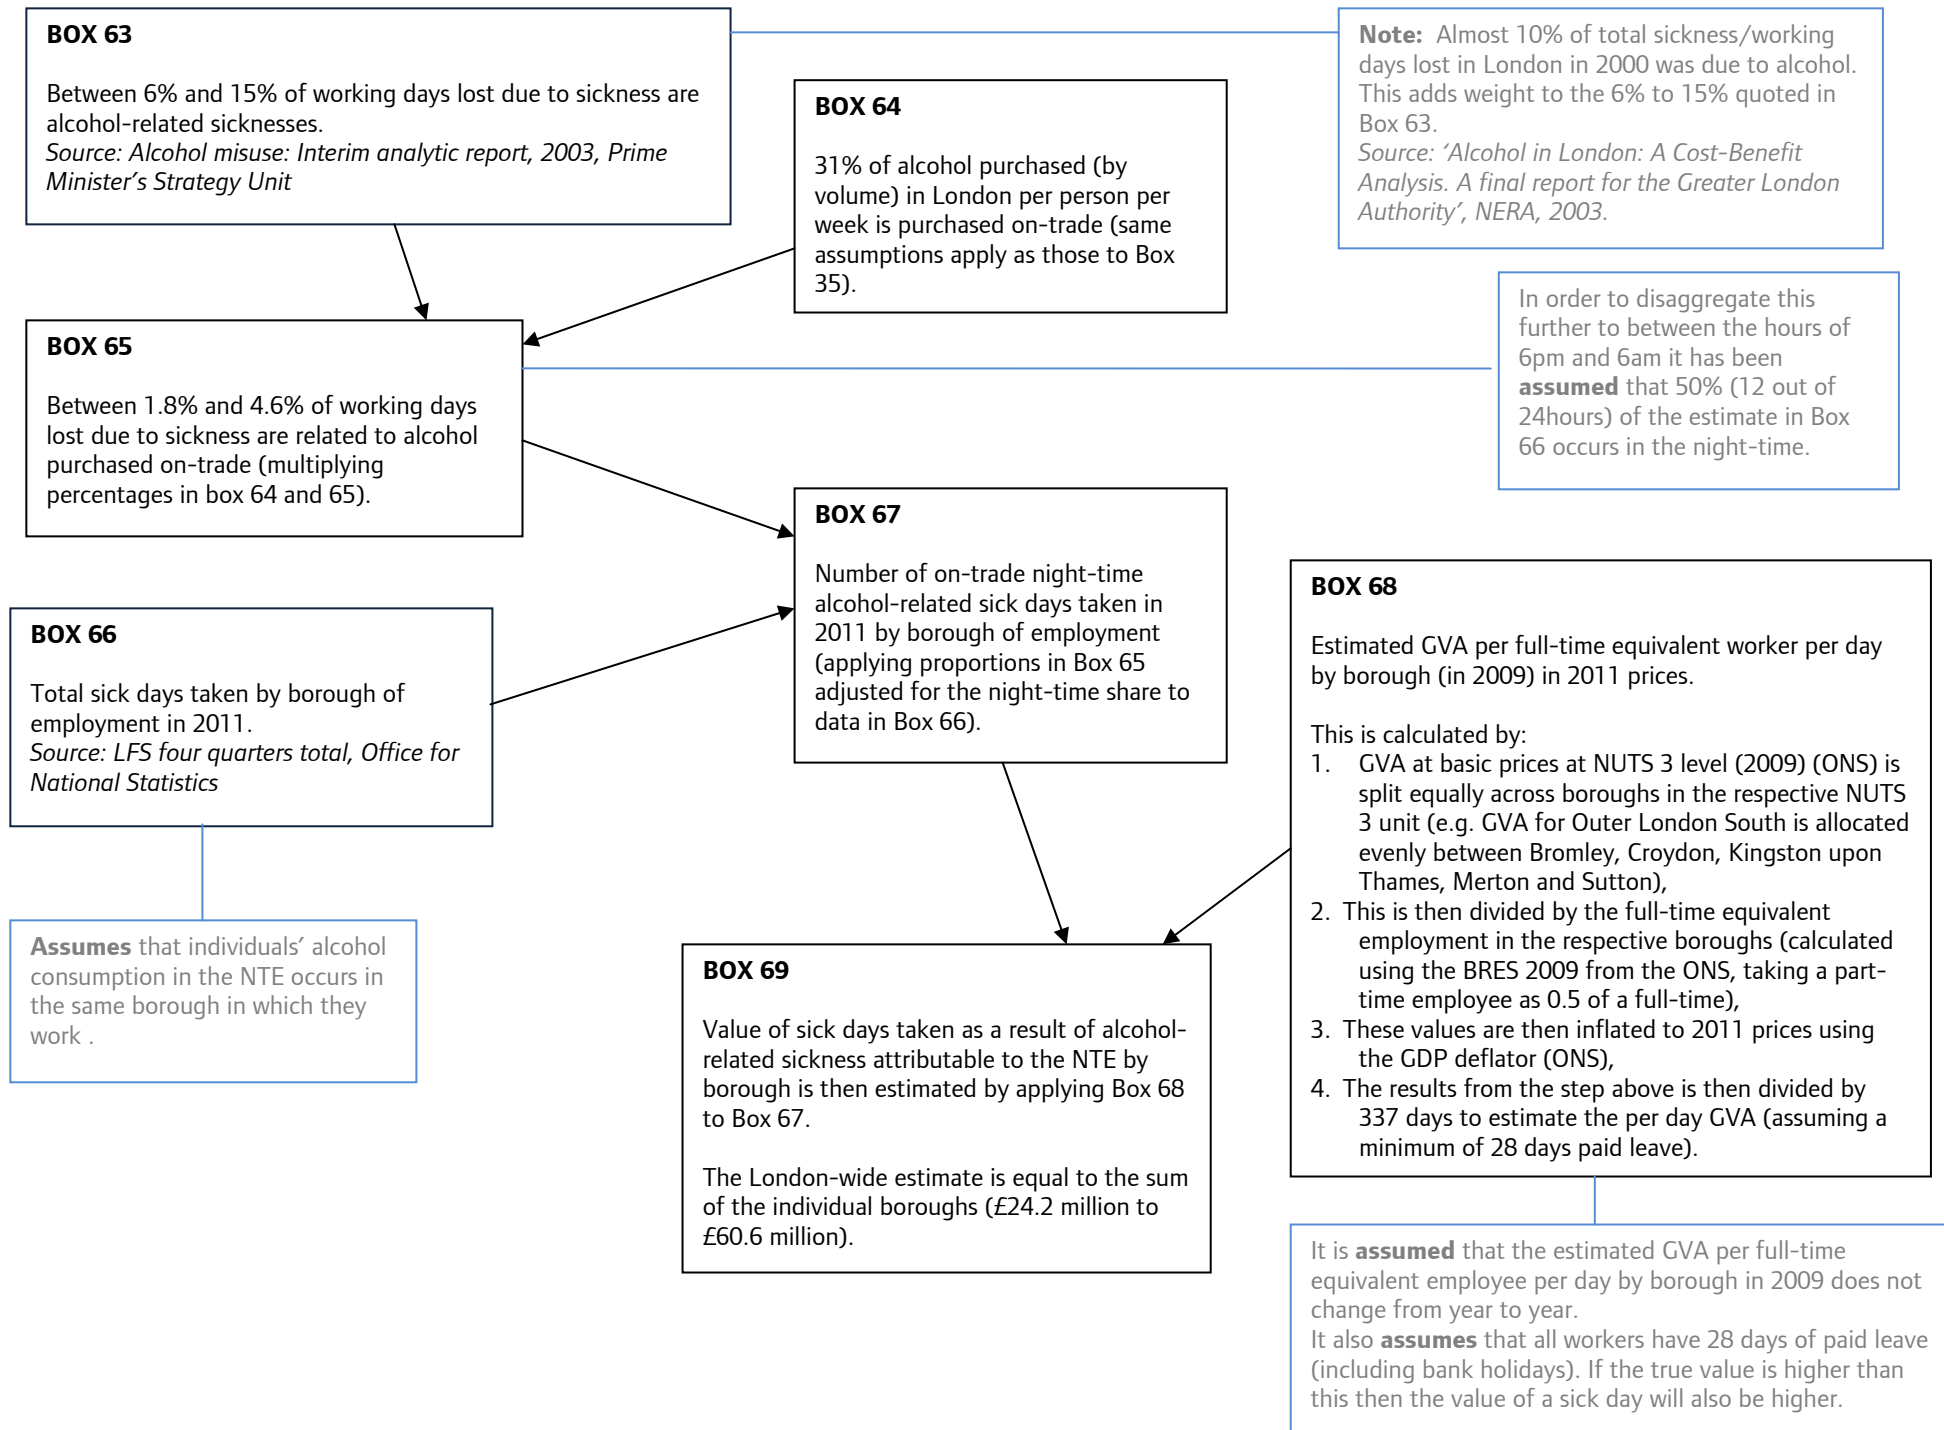 BOX 63
Between 6% and 15% of working days lost due to sickness are
alcohol-related sicknesses.
Source: Alcohol misuse: Interim analytic report, 2003, Prime
Minister’s Strategy Unit
Note:  Almost 10% of total sickness/working
days lost in London in 2000 was due to alcohol.
This adds weight to the 6% to 15% quoted in
Box 63.
Source: ‘Alcohol in London: A Cost-Benefit
Analysis. A final report for the Greater London
Authority’, NERA, 2003.
BOX 64
31% of alcohol purchased (by
volume) in London per person per
week is purchased on-trade (same
assumptions apply as those to Box
35).
In order to disaggregate this
further to between the hours of
6pm and 6am it has been
assumed that 50% (12 out of
24hours) of the estimate in Box
66 occurs in the night-time.
BOX 65
Between 1.8% and 4.6% of working days
lost due to sickness are related to alcohol
purchased on-trade (multiplying
percentages in box 64 and 65).
BOX 67
Number of on-trade night-time
alcohol-related sick days taken in
2011 by borough of employment
(applying proportions in Box 65
adjusted for the night-time share to
data in Box 66).
BOX 66
Total sick days taken by borough of
employment in 2011.
Source: LFS four quarters total, Office for
National Statistics
Assumes that individuals’ alcohol
consumption in the NTE occurs in
the same borough in which they
work .
BOX 68
Estimated GVA per full-time equivalent worker per day
by borough (in 2009) in 2011 prices.
This is calculated by:
1. GVA at basic prices at NUTS 3 level (2009) (ONS) is
split equally across boroughs in the respective NUTS
3 unit (e.g. GVA for Outer London South is allocated
evenly between Bromley, Croydon, Kingston upon
Thames, Merton and Sutton),
2. This is then divided by the full-time equivalent
employment in the respective boroughs (calculated
using the BRES 2009 from the ONS, taking a part-
time employee as 0.5 of a full-time),
3. These values are then inflated to 2011 prices using
the GDP deflator (ONS),
4. The results from the step above is then divided by
337 days to estimate the per day GVA (assuming a
minimum of 28 days paid leave).
BOX 69
Value of sick days taken as a result of alcohol-
related sickness attributable to the NTE by
borough is then estimated by applying Box 68
to Box 67.
The London-wide estimate is equal to the sum
of the individual boroughs (£24.2 million to
£60.6 million).
It is assumed that the estimated GVA per full-time
equivalent employee per day by borough in 2009 does not
change from year to year.
It also assumes that all workers have 28 days of paid leave
(including bank holidays). If the true value is higher than
this then the value of a sick day will also be higher.